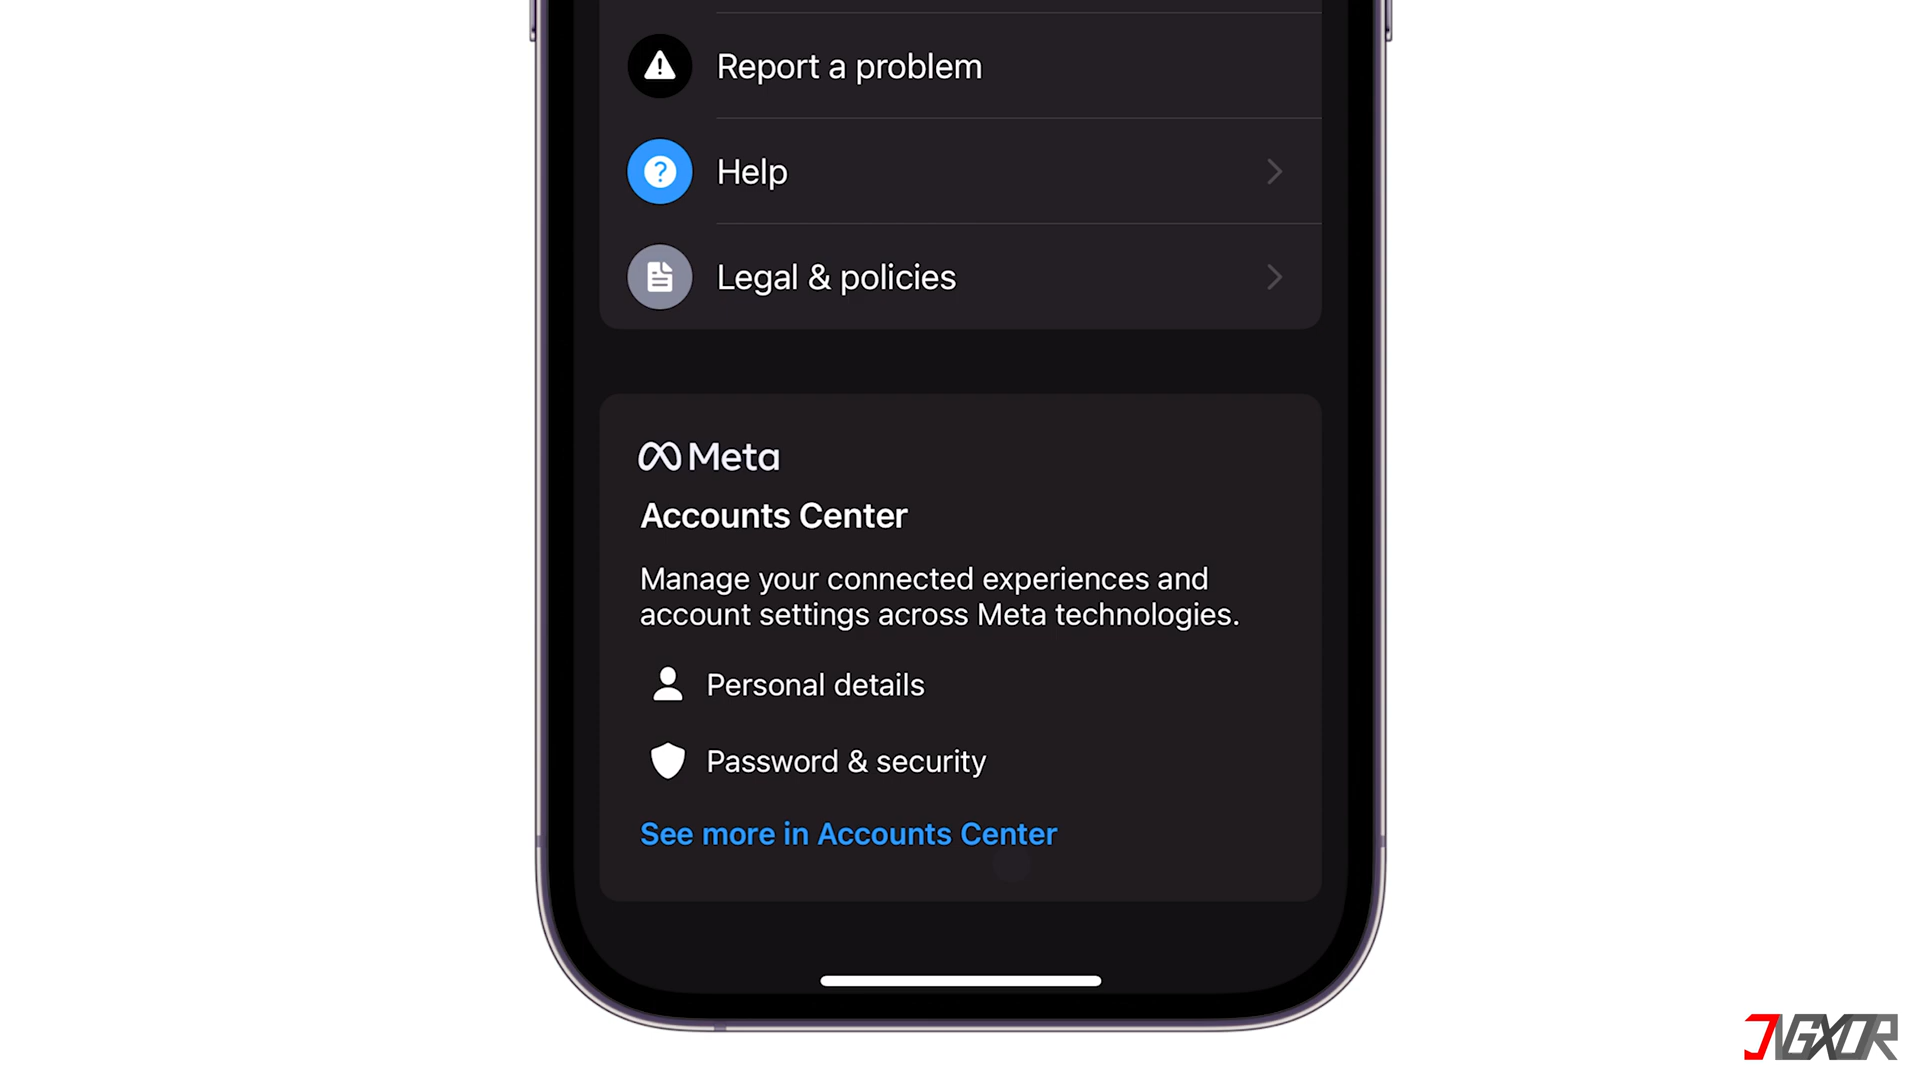 Report a problem
Help
Legal & policies
Meta
Accounts Center
Manage your connected experiences and
account settings across Meta technologies.
Personal details
Password & security
See more in Accounts Center
JVGXOR